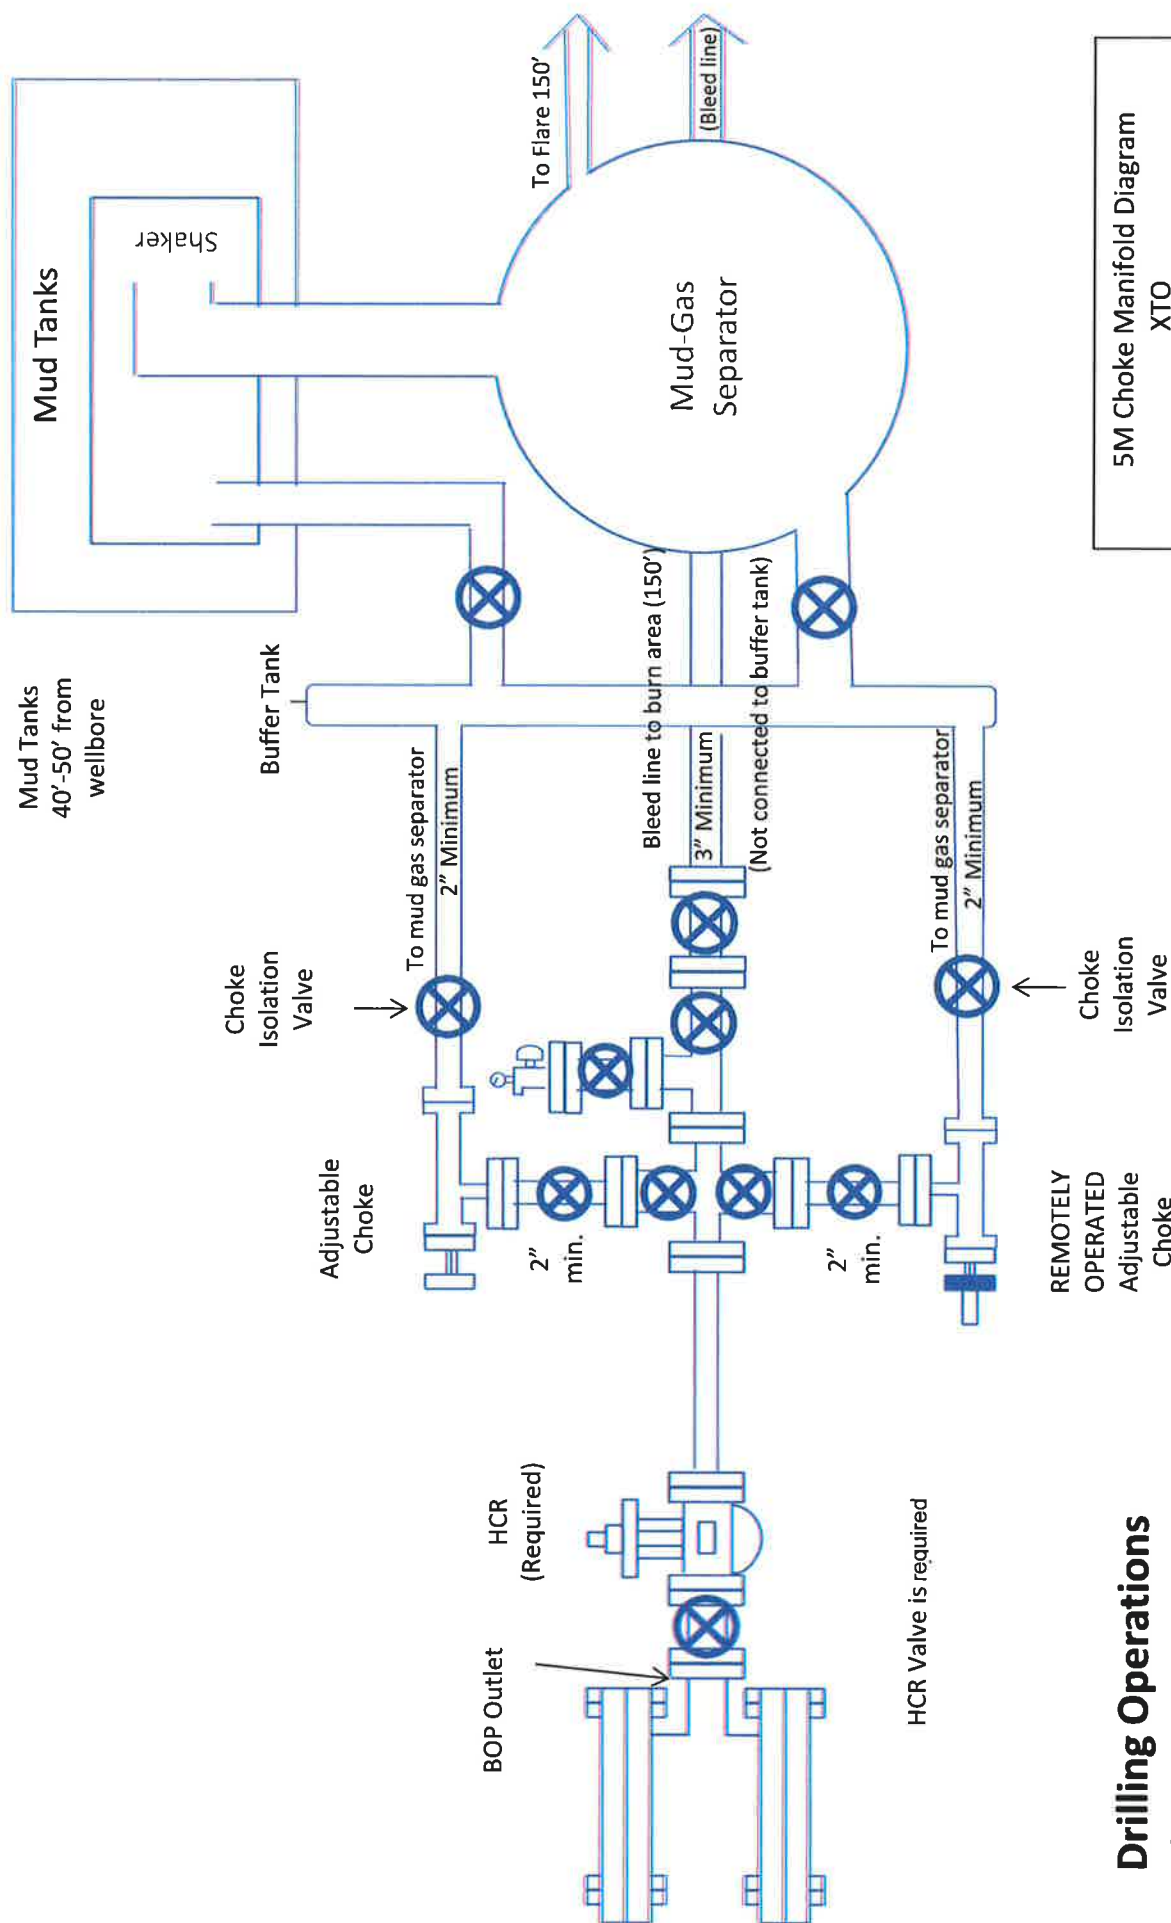 Mud Tanks
40'-50' from
wellbore
Mud Tanks
Shaker
Buffer Tank
To Flare 150'
(Bleed line)
Mud-Gas
Separator
Choke
Isolation
Valve
To mud gas separator
2" Minimum
Bleed line to burn area (150')
3" Minimum
(Not connected to buffer tank)
To mud gas separator
2" Minimum
Choke
Isolation
Valve
Adjustable
Choke
2"
min.
2"
min.
REMOTELY
OPERATED
Adjustable
Choke
HCR
(Required)
BOP Outlet
HCR Valve is required
Drilling Operations
5M Choke Manifold Diagram
XTO